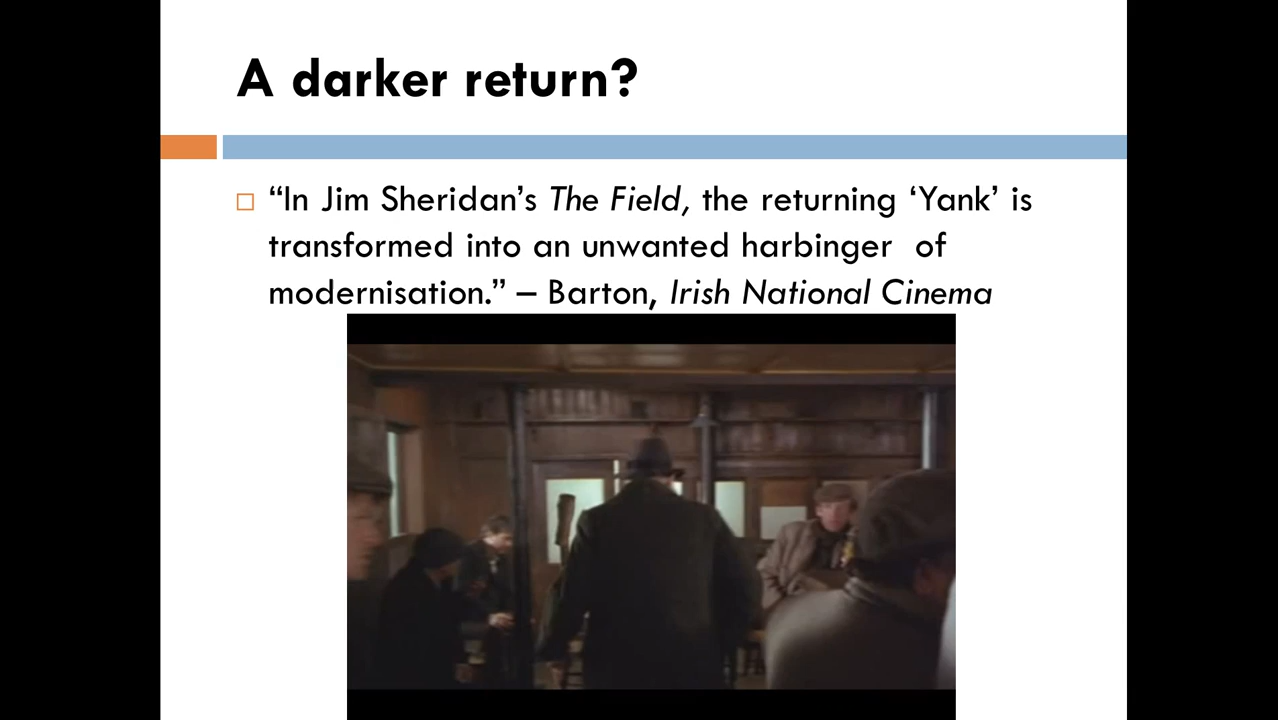 A darker return?
“In Jim Sheridan’s The Field, the returning ‘Yank’ is
transformed into an unwanted harbinger  of
modernisation.” – Barton, Irish National Cinema